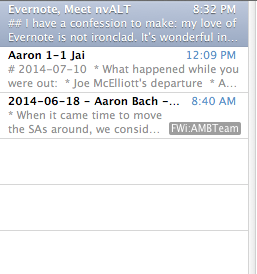 Evernote, Meet nvALT 8:32 PM
## I have a confession to make: my love of
Evernote is not ironclad. It's wonderful in...
Aaron 1-1 Jai 12:09 PM
# 2014-07-10 * What happened while you
were out: * Joe McElliott's departure * A...
2014-06-18 - Aaron Bach -... 8:40 AM
* When it came time to move
the SAs around, we consid... FWi:AMBTeam